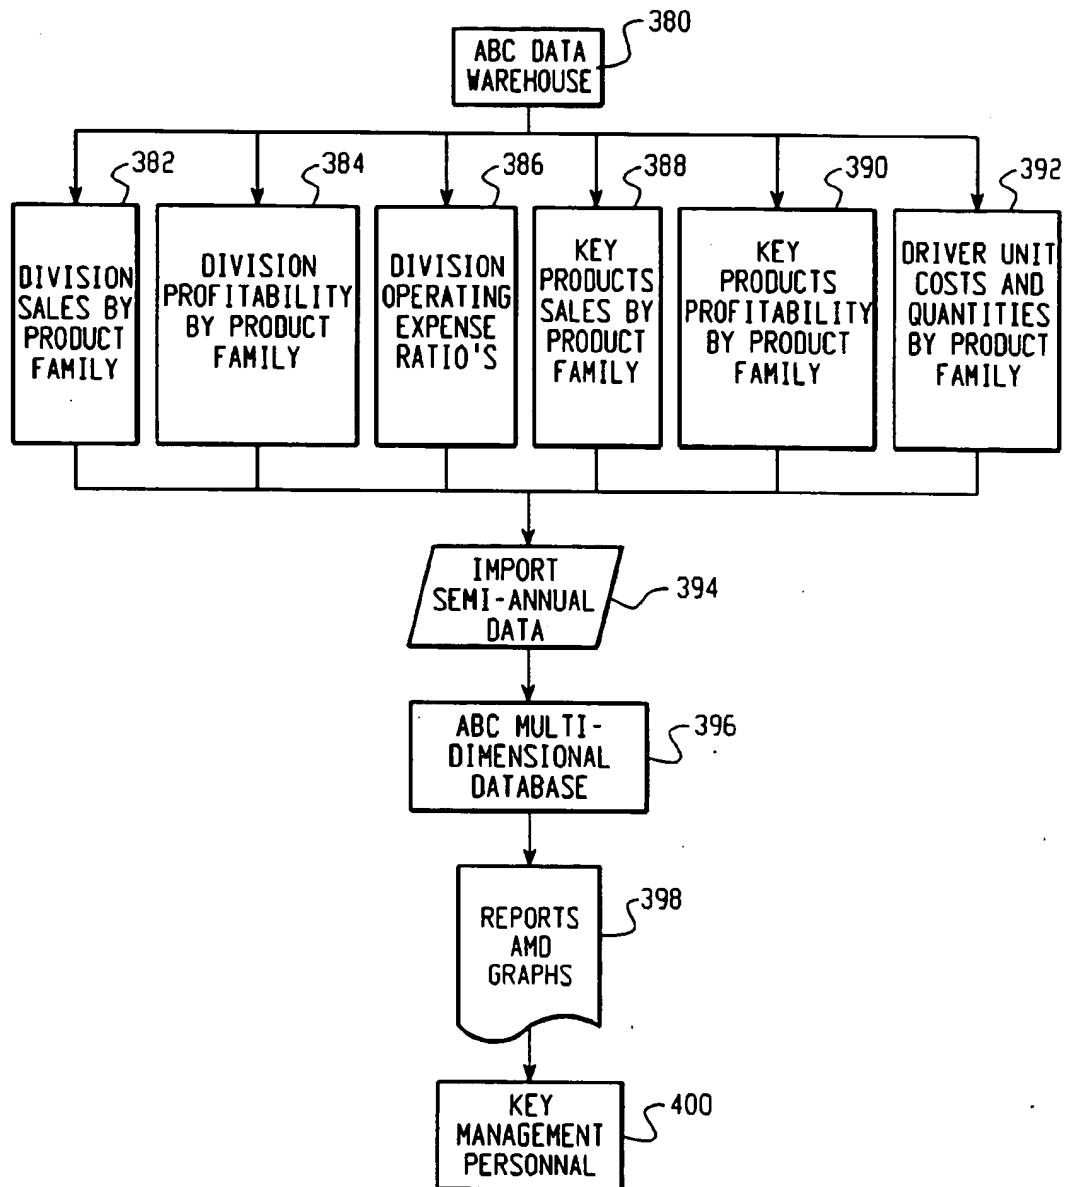 380
ABC DATA
WAREHOUSE
382
384
386
388
390
392
DIVISION
SALES BY
PRODUCT
FAMILY
DIVISION
PROFITABILITY
BY PRODUCT
FAMILY
DIVISION
OPERATING
EXPENSE
RATIO'S
KEY
PRODUCTS
SALES BY
PRODUCT
FAMILY
KEY
PRODUCTS
PROFITABILITY
BY PRODUCT
FAMILY
DRIVER UNIT
COSTS AND
QUANTITIES
BY PRODUCT
FAMILY
IMPORT
SEMI-ANNUAL
DATA
394
ABC MULTI-
DIMENSIONAL
DATABASE
396
REPORTS
AMD
GRAPHS
398
KEY
MANAGEMENT
PERSONNAL
400